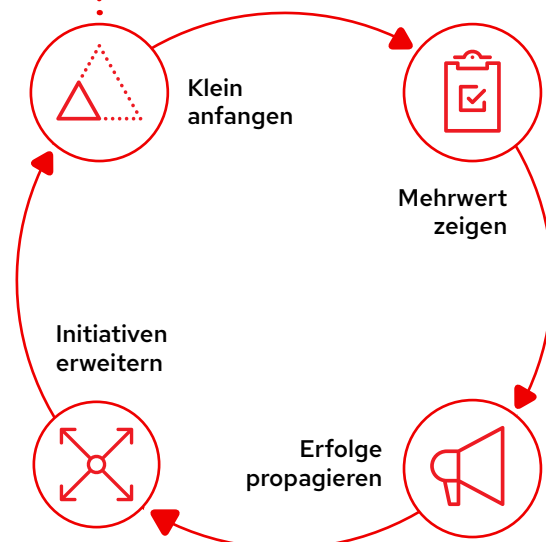 Klein
anfangen
Mehrwert
zeigen
Initiativen
erweitern
Erfolge
propagieren